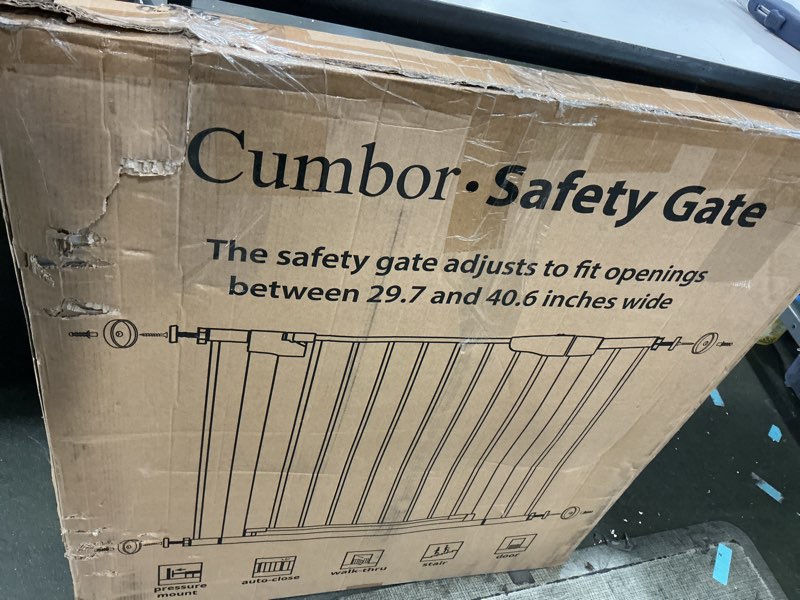 Cumbor · Safety Gate
The safety gate adjusts to fit openings
between 29.7 and 40.6 inches wide
pressure
mount
auto-close
walk-thru
stair
door